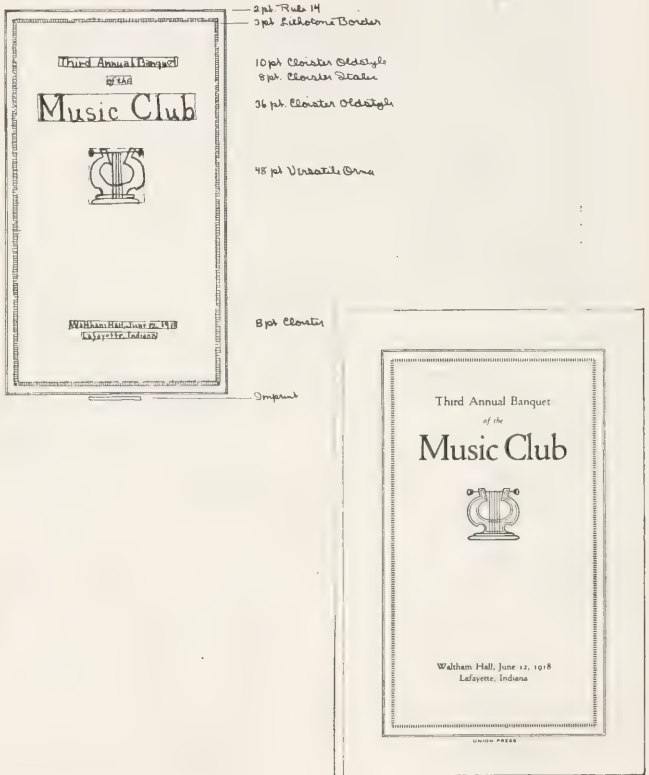 2 pt. Rule 14
3 pt Lithotone Border
Third Annual Banquet
10 pt Cloister Oldstyle
of the
8 pt. Cloister Italic
Music Club
36 pt. Cloister Oldstyle
48 pt Versatile Orna
Waltham Hall, June 12, 1918
8 pt Cloister
Lafayette, Indiana
Imprint
Third Annual Banquet
of the
Music Club
Waltham Hall, June 12, 1918
Lafayette, Indiana
UNION PRESS